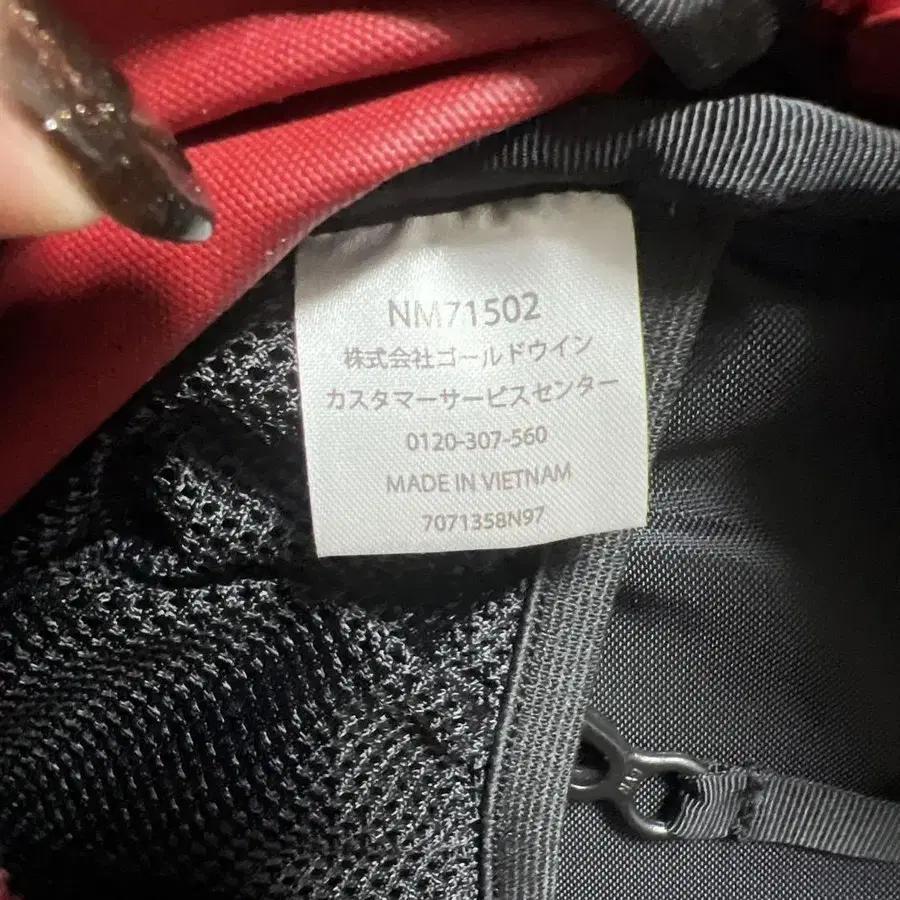 NM71502
株式会社ゴールドウイン
カスタマーサービスセンター
0120-307-560
MADE IN VIETNAM
7071358N97